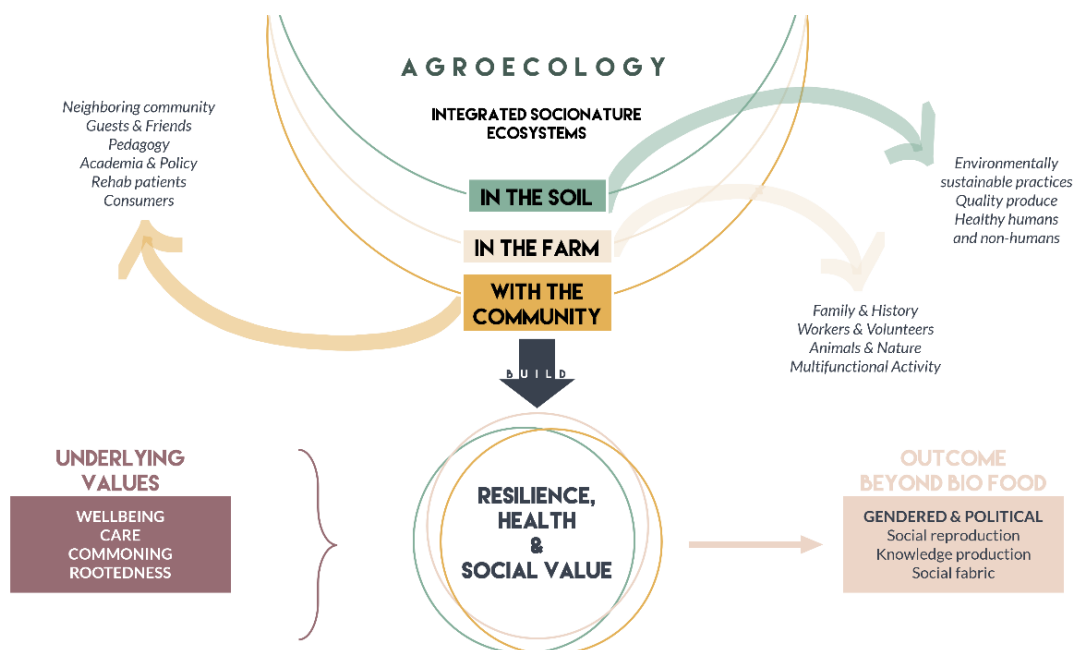 AGROECOLOGY
INTEGRATED SOCIONATURE
ECOSYSTEMS
Neighboring community
Guests & Friends
Pedagogy
Academia & Policy
Rehab patients
Consumers
IN THE SOIL
IN THE FARM
WITH THE
COMMUNITY
Environmentally
sustainable practices
Quality produce
Healthy humans
and non-humans
Family & History
Workers & Volunteers
Animals & Nature
Multifunctional Activity
BUILD
UNDERLYING
VALUES
WELLBEING
CARE
COMMONING
ROOTEDNESS
RESILIENCE,
HEALTH
&
SOCIAL VALUE
OUTCOME
BEYOND BIO FOOD
GENDERED & POLITICAL
Social reproduction
Knowledge production
Social fabric